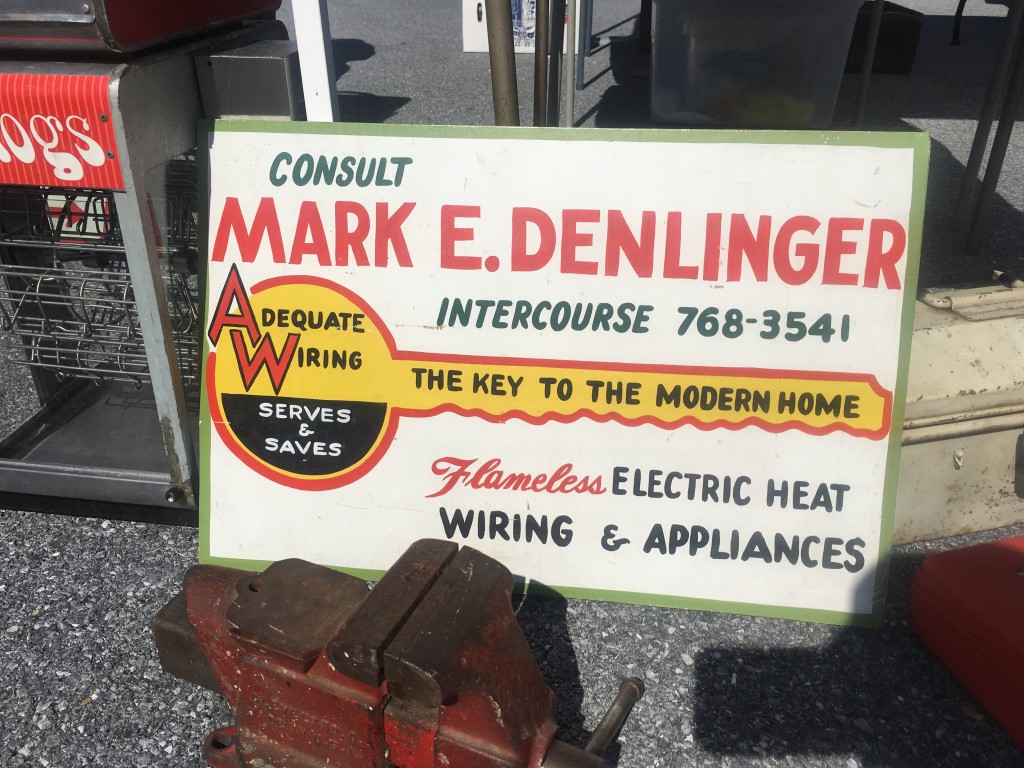 ogs
CONSULT
MARK E. DENLINGER
INTERCOURSE 768-3541
ADEQUATE
WIRING
SERVES
&
SAVES
THE KEY TO THE MODERN HOME
Flameless ELECTRIC HEAT
WIRING & APPLIANCES